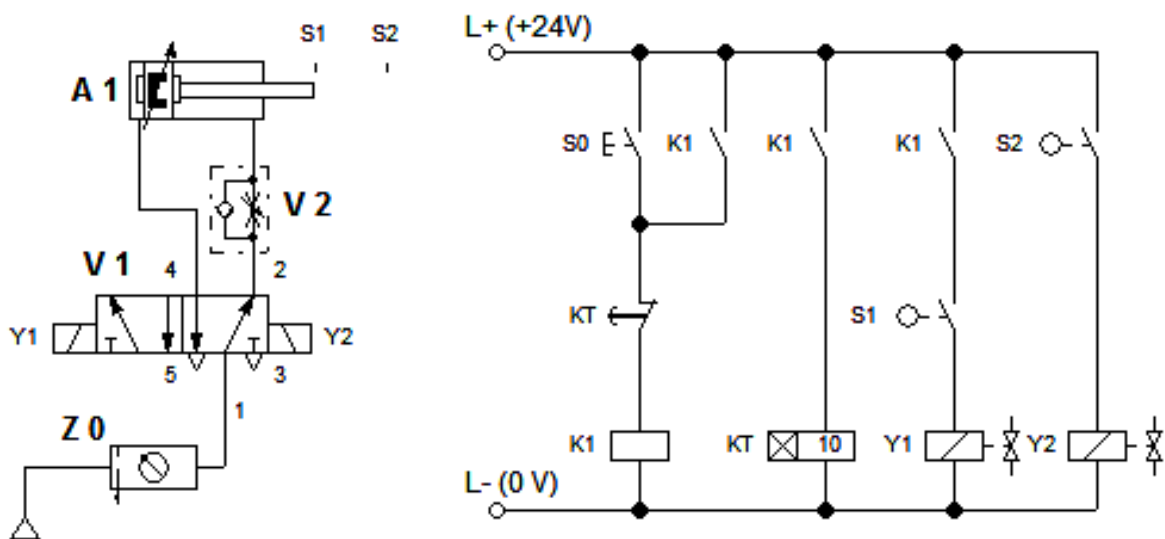 S1 S2
A 1
V 2
V 1 4 2
Y1 Y2
5 3
1
Z 0
L+ (+24V)
S0 K1 K1 K1 S2
KT S1
K1 KT 10 Y1 Y2
L- (0 V)